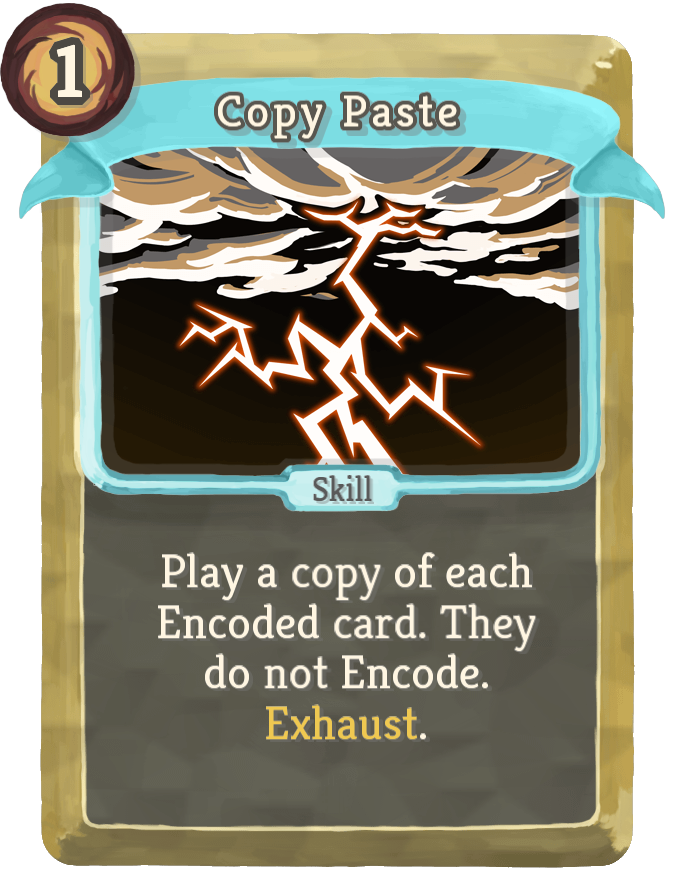 1
Copy Paste
Skill
Play a copy of each
Encoded card. They
do not Encode.
Exhaust.